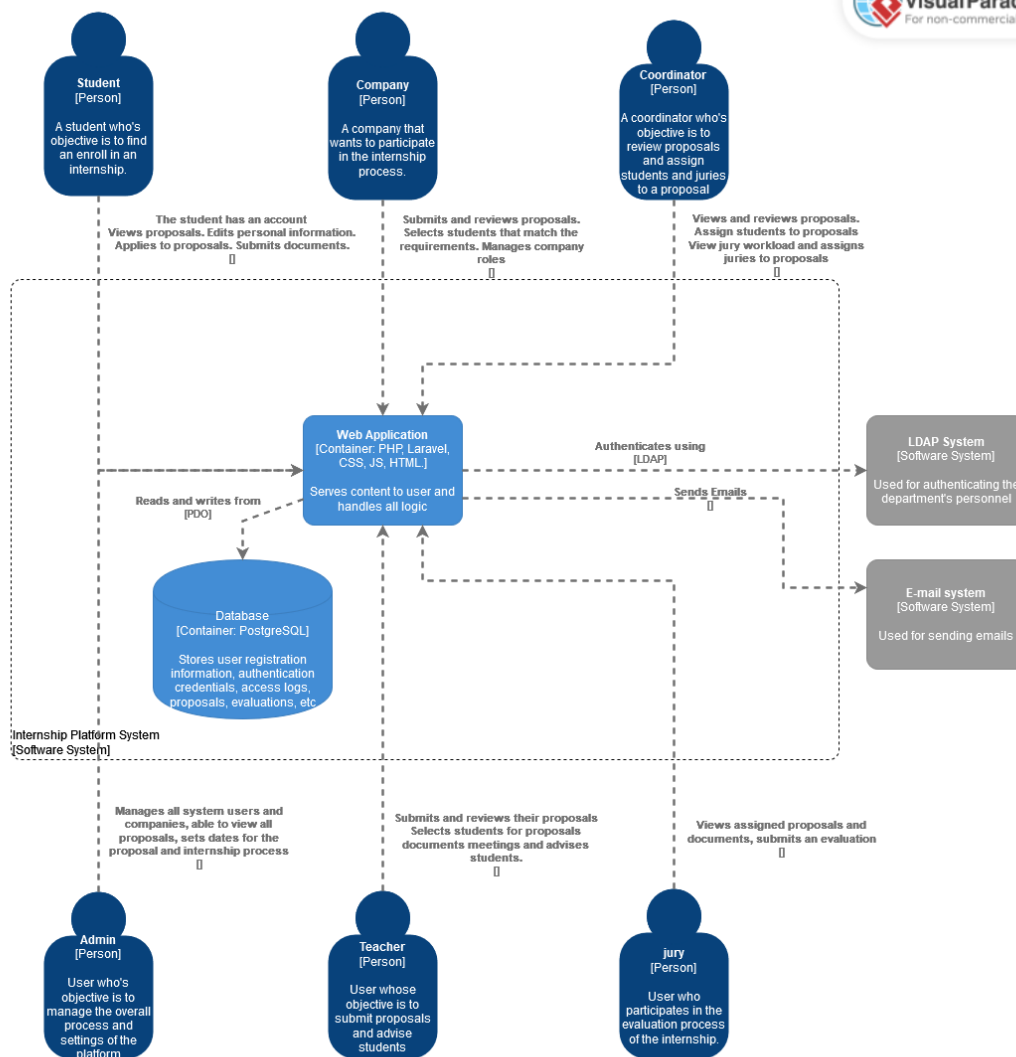 VisualParad
For non-commercial
Student
[Person]
A student who's
objective is to find
an enroll in an
internship.
Company
[Person]
A company that
wants to participate
in the internship
process.
Coordinator
[Person]
A coordinator who's
objective is to
review proposals
and assign
students and juries
to a proposal
The student has an account
Views proposals. Edits personal information.
Applies to proposals. Submits documents.
[]
Submits and reviews proposals.
Selects students that match the
requirements. Manages company
roles
[]
Views and reviews proposals.
Assign students to proposals
View jury workload and assigns
juries to proposals
[]
Web Application
[Container: PHP, Laravel,
CSS, JS, HTML.]
Serves content to user and
handles all logic
Authenticates using
[LDAP]
LDAP System
[Software System]
Used for authenticating the
department's personnel
Reads and writes from
[PDO]
Sends Emails
[]
E-mail system
[Software System]
Used for sending emails
Database
[Container: PostgreSQL]
Stores user registration
information, authentication
credentials, access logs,
proposals, evaluations, etc
Internship Platform System
[Software System]
Manages all system users and
companies, able to view all
proposals, sets dates for the
proposal and internship process
[]
Submits and reviews their proposals
Selects students for proposals
documents meetings and advises
students.
[]
Views assigned proposals and
documents, submits an evaluation
[]
Admin
[Person]
User who's
objective is to
manage the overall
process and
settings of the
platform
Teacher
[Person]
User whose
objective is to
submit proposals
and advise
students
jury
[Person]
User who
participates in the
evaluation process
of the internship.